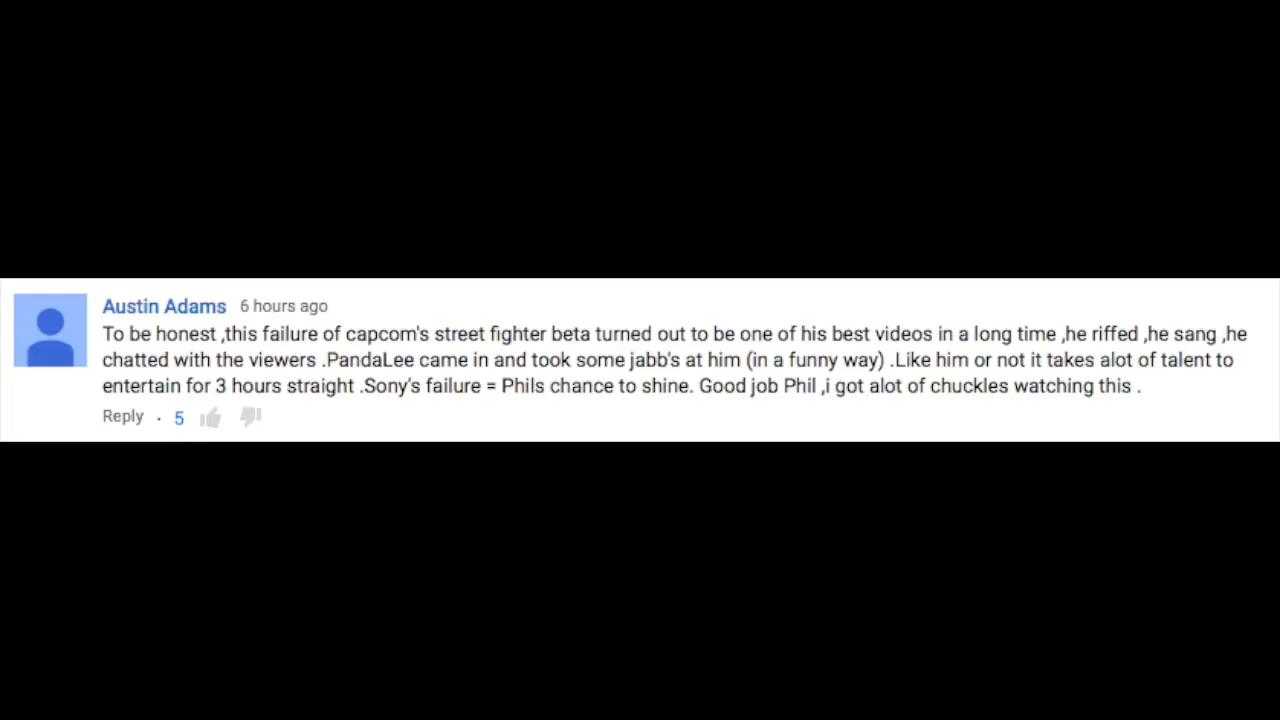 Austin Adams 6 hours ago
To be honest ,this failure of capcom's street fighter beta turned out to be one of his best videos in a long time ,he riffed ,he sang ,he
chatted with the viewers .PandaLee came in and took some jabb's at him (in a funny way) .Like him or not it takes alot of talent to
entertain for 3 hours straight .Sony's failure = Phils chance to shine. Good job Phil ,i got alot of chuckles watching this .
Reply · 5